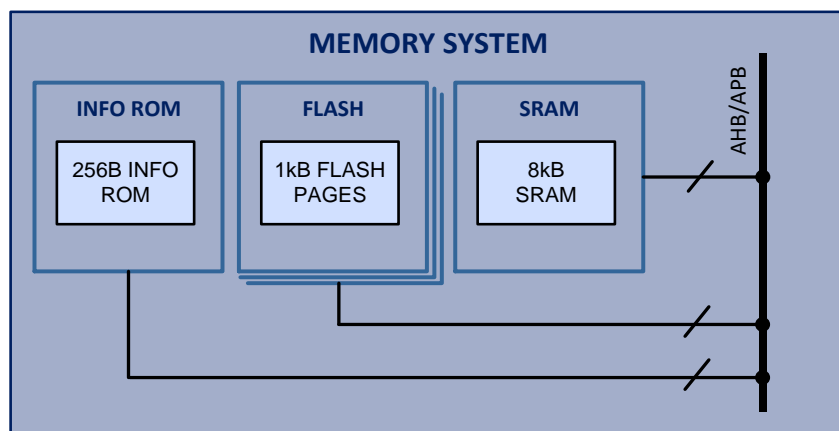 MEMORY SYSTEM
INFO ROM
256B INFO
ROM
FLASH
1kB FLASH
PAGES
SRAM
8kB
SRAM
AHB/APB